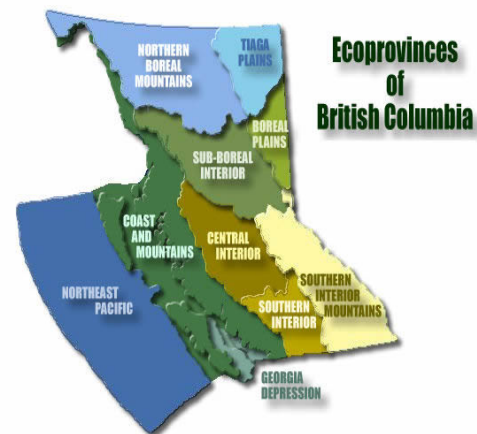 Ecoprovinces
of
British Columbia
NORTHERN
BOREAL
MOUNTAINS
TIAGA
PLAINS
BOREAL
PLAINS
SUB-BOREAL
INTERIOR
COAST
AND
MOUNTAINS
CENTRAL
INTERIOR
SOUTHERN
INTERIOR
MOUNTAINS
NORTHEAST
PACIFIC
SOUTHERN
INTERIOR
GEORGIA
DEPRESSION